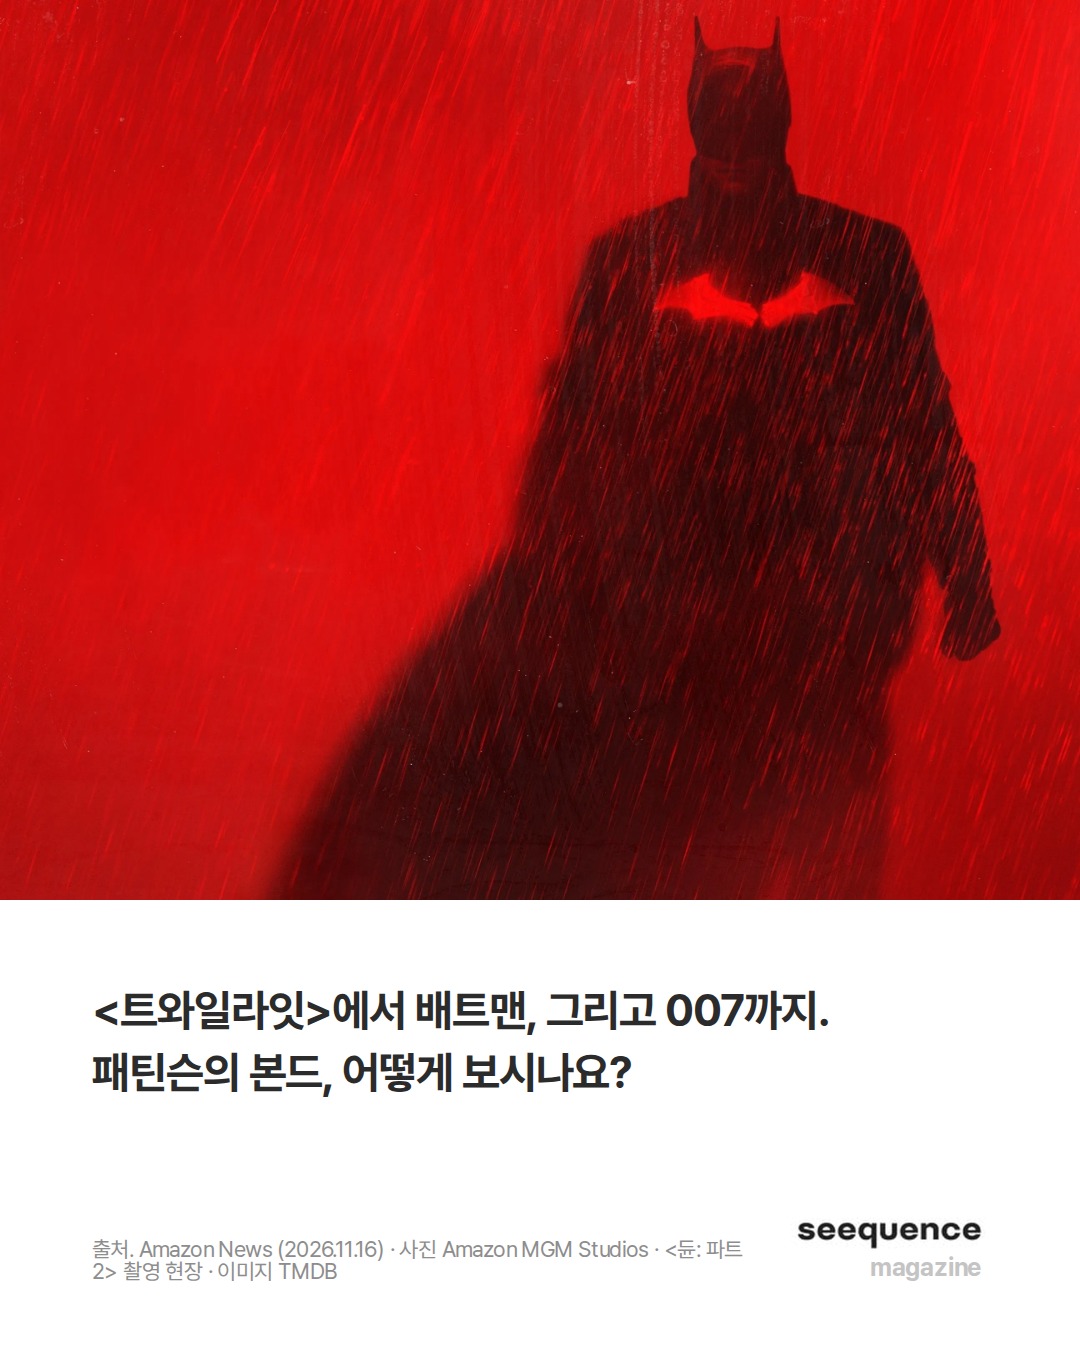 <트와일라잇>에서 배트맨, 그리고 007까지.
패틴슨의 본드, 어떻게 보시나요?
출처. Amazon News (2026.11.16) · 사진 Amazon MGM Studios · <듄: 파트
2> 촬영 현장 · 이미지 TMDB
seequence
magazine